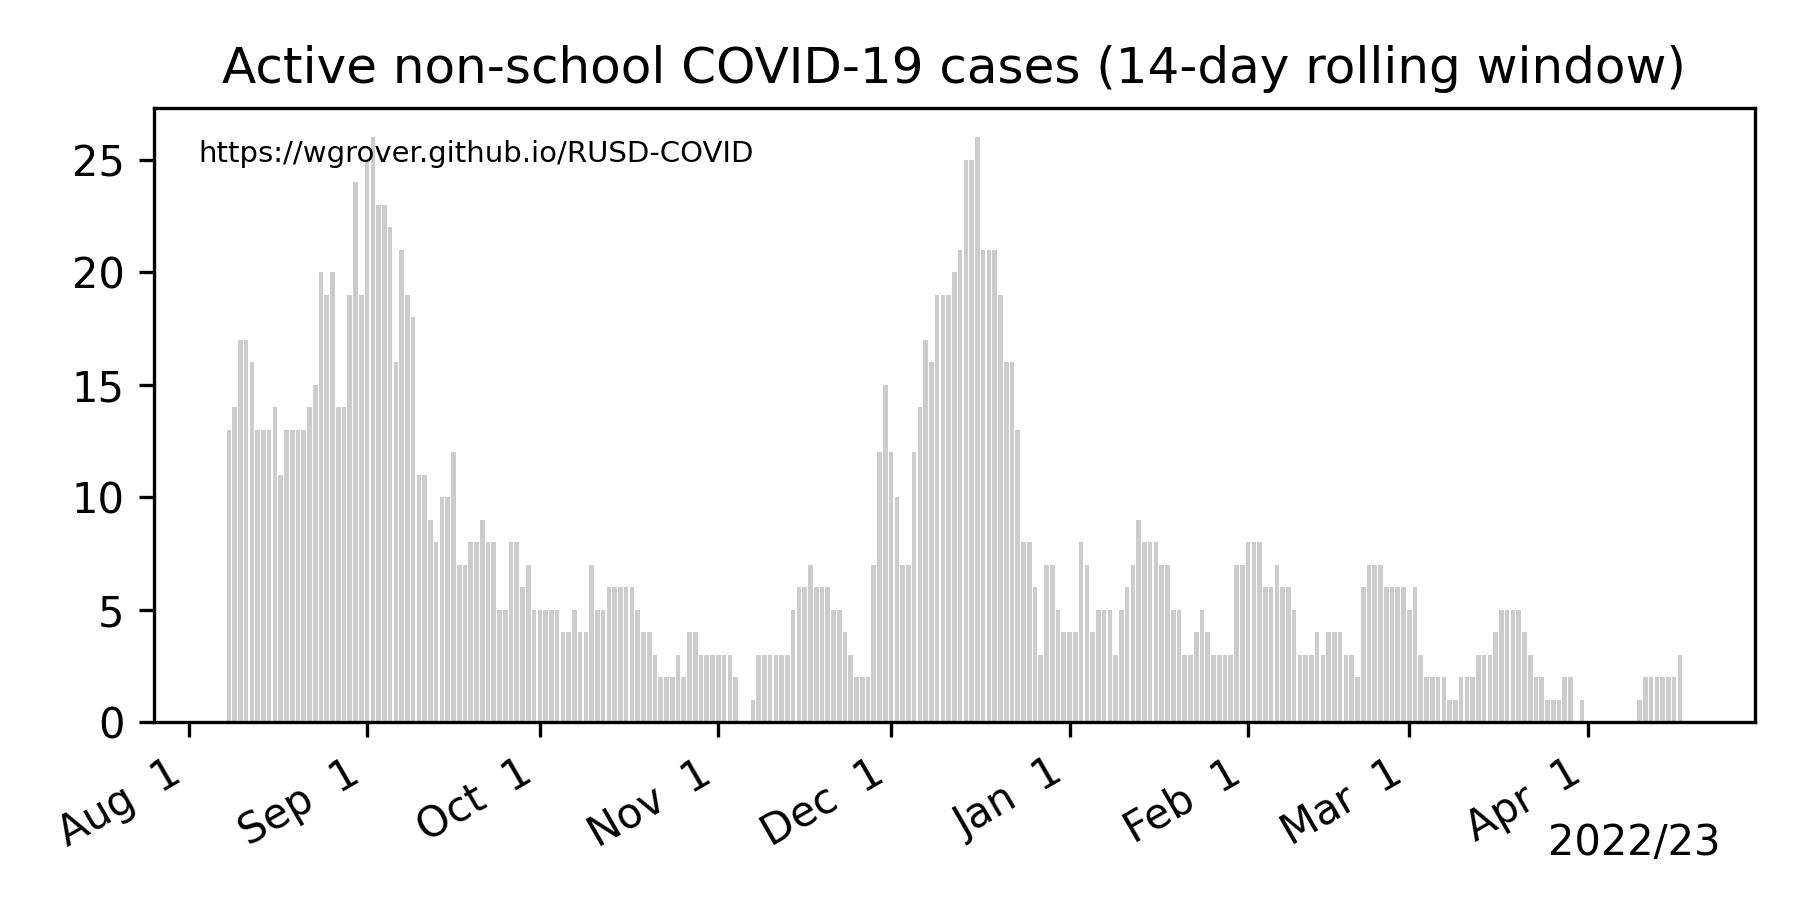 Active non-school COVID-19 cases (14-day rolling window)
https://wgrover.github.io/RUSD-COVID
25
20
15
10
5
0
Aug 1
Sep 1
Oct 1
Nov 1
Dec 1
Jan 1
Feb 1
Mar 1
Apr 1
2022/23